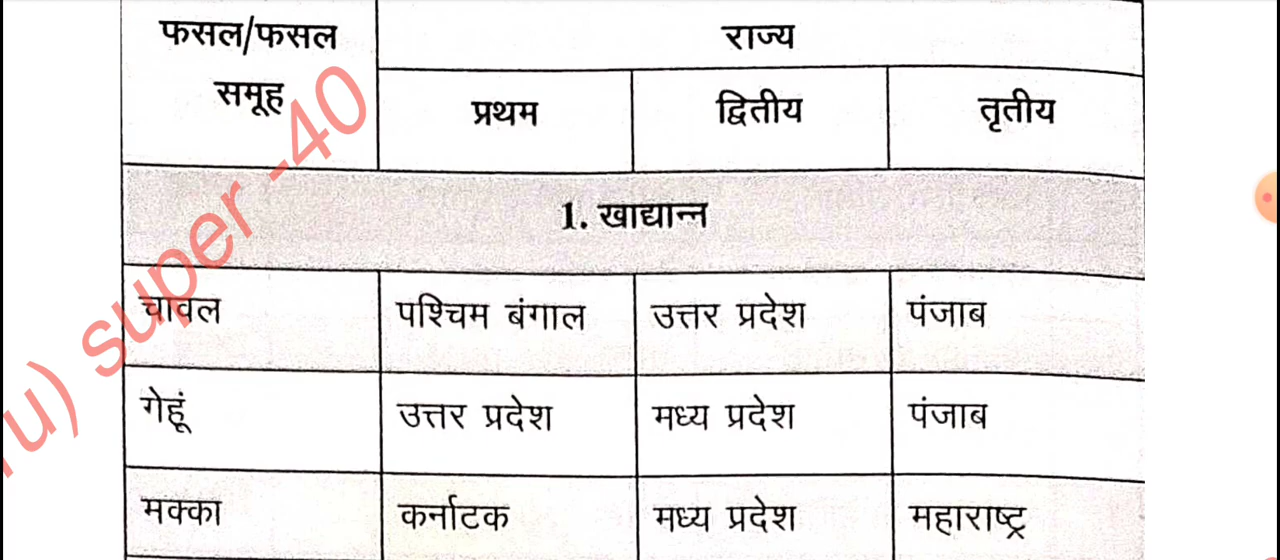 फसल/फसल समूह राज्य
प्रथम द्वितीय तृतीय
1. खाद्यान्न
चावल पश्चिम बंगाल उत्तर प्रदेश पंजाब
गेहूं उत्तर प्रदेश मध्य प्रदेश पंजाब
मक्का कर्नाटक मध्य प्रदेश महाराष्ट्र
super -40